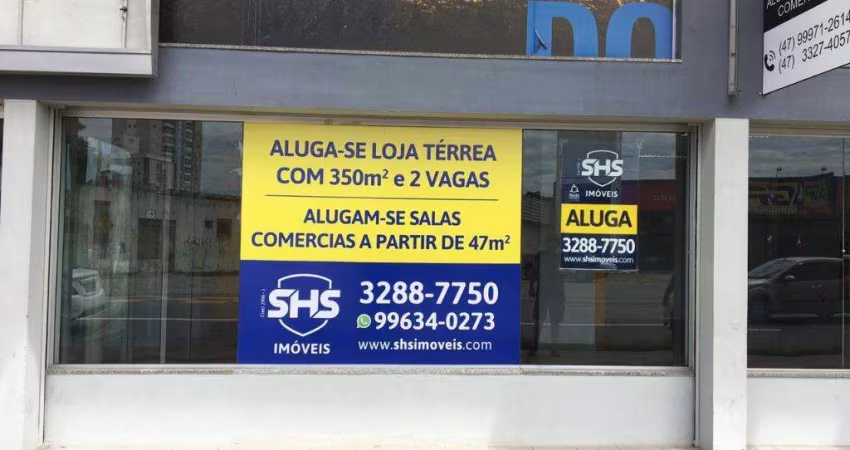 DO
COMER
(47) 99971-2614
(47) 3327-4057
ALUGA-SE LOJA TÉRREA
COM 350m² e 2 VAGAS
ALUGAM-SE SALAS
COMERCIAS A PARTIR DE 47m²
SHS
IMÓVEIS
3288-7750
99634-0273
www.shsimoveis.com
SHS
IMÓVEIS
ALUGA
3288-7750
www.shsimoveis.com